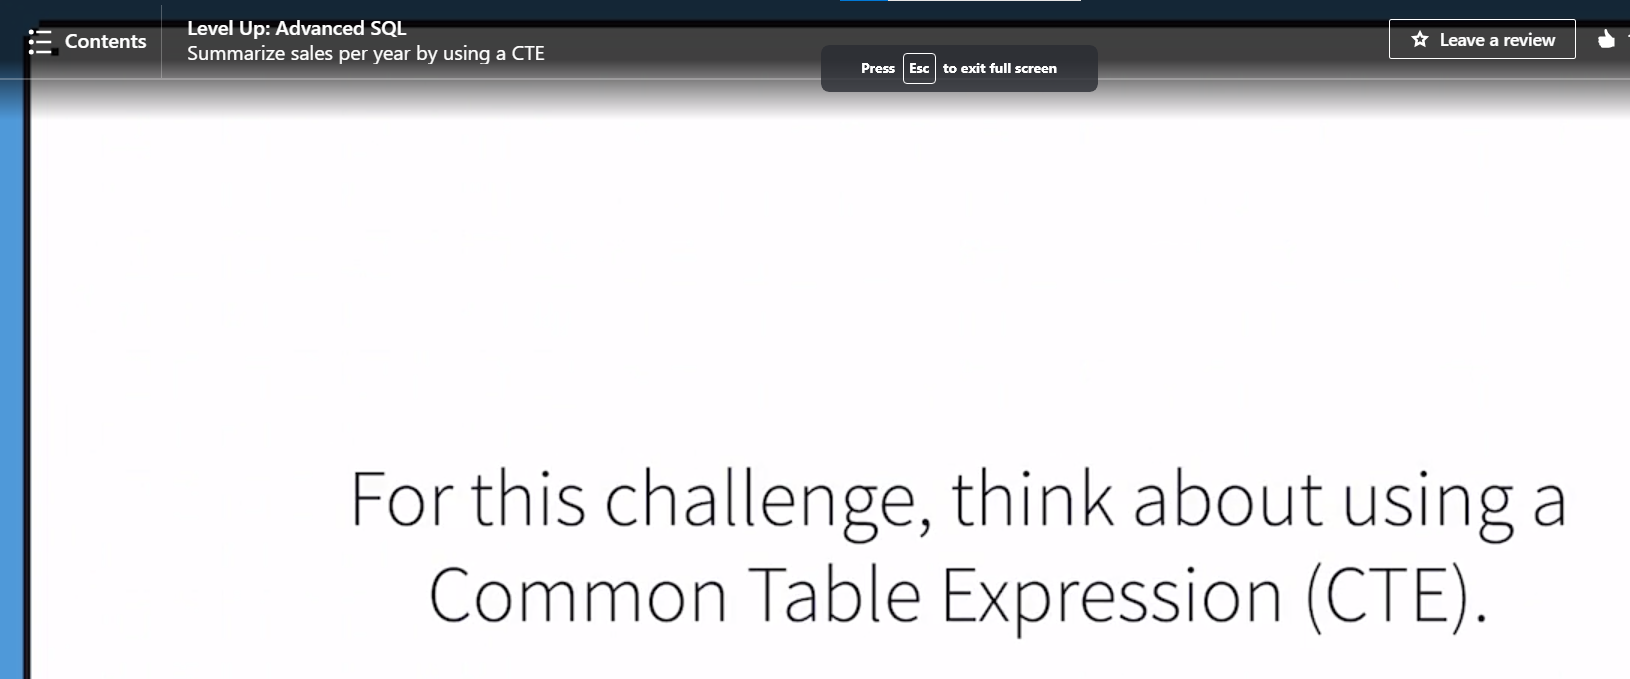 Contents
Level Up: Advanced SQL
Summarize sales per year by using a CTE
Press Esc to exit full screen
Leave a review
For this challenge, think about using a
Common Table Expression (CTE).